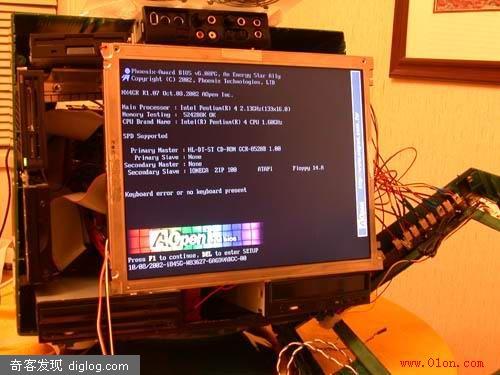 Phoenix-Award BIOS v6.00PG, An Energy Star Ally
Copyright (C) 2002, Phoenix Technologies, LTD
MX4GR R1.07 Oct.08.2002 AOpen Inc.
Main Processor : Intel Pentium(R) 4 2.13GHz(133x16.0)
Memory Testing : 524288K OK
CPU Brand Name : Intel(R) Pentium(R) 4 CPU 1.60GHz
SPD Supported
Primary Master : HL-DT-ST CD-ROM GCR-8520B 1.00
Primary Slave : None
Secondary Master : None
Secondary Slave : IOMEGA ZIP 100 ATAPI Floppy 14.A
Keyboard error or no keyboard present
AOpen
BIOS
Press F1 to continue, DEL to enter SETUP
10/08/2002-i845G-W83627-
奇客发现 diglog.com
www.01on.com